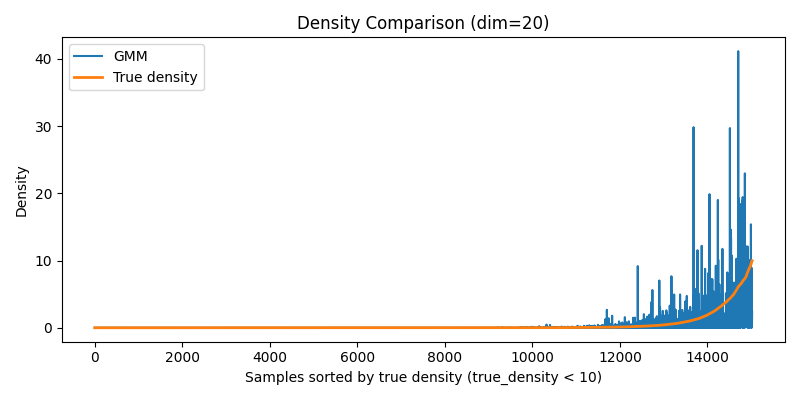 Density Comparison (dim=20)
GMM
True density
Density
40
30
20
10
0
0 2000 4000 6000 8000 10000 12000 14000
Samples sorted by true density (true_density < 10)